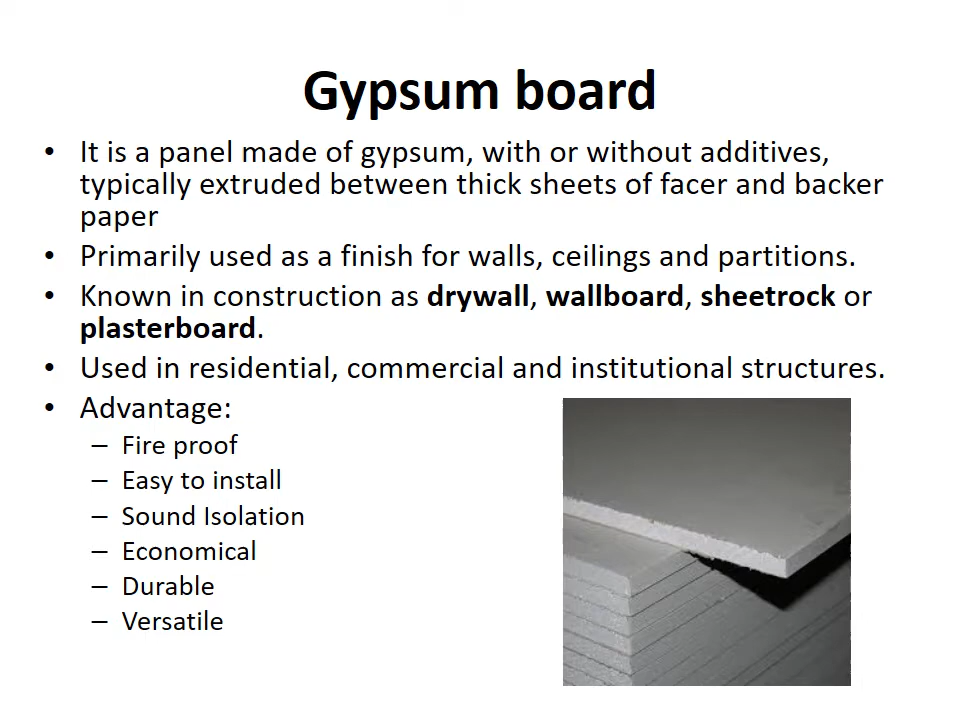 Gypsum board
• It is a panel made of gypsum, with or without additives,
typically extruded between thick sheets of facer and backer
paper
• Primarily used as a finish for walls, ceilings and partitions.
• Known in construction as drywall, wallboard, sheetrock or
plasterboard.
• Used in residential, commercial and institutional structures.
• Advantage:
– Fire proof
– Easy to install
– Sound Isolation
– Economical
– Durable
– Versatile